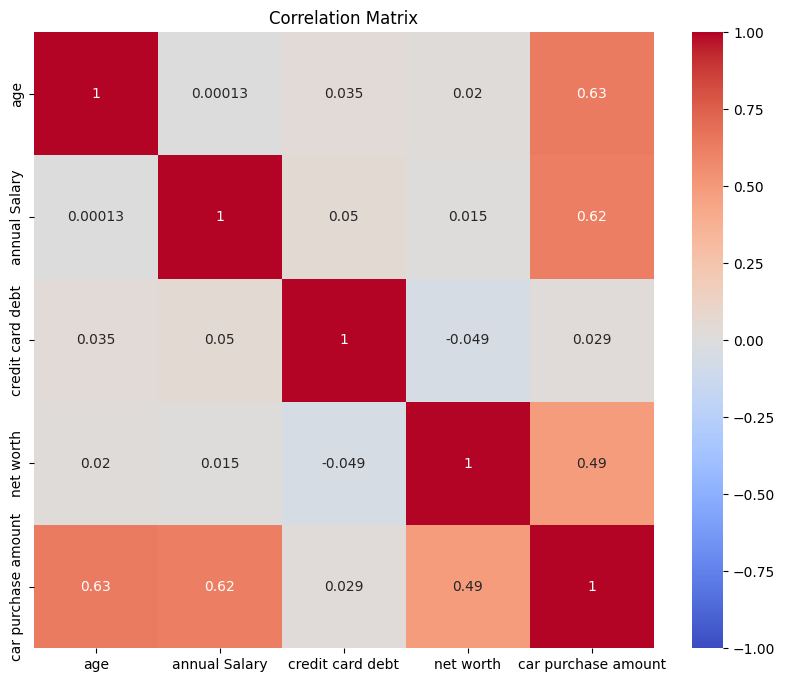 Correlation Matrix
age 1 0.00013 0.035 0.02 0.63
annual Salary 0.00013 1 0.05 0.015 0.62
credit card debt 0.035 0.05 1 -0.049 0.029
net worth 0.02 0.015 -0.049 1 0.49
car purchase amount 0.63 0.62 0.029 0.49 1
age annual Salary credit card debt net worth car purchase amount
1.00
0.75
0.50
0.25
0.00
−0.25
−0.50
−0.75
−1.00